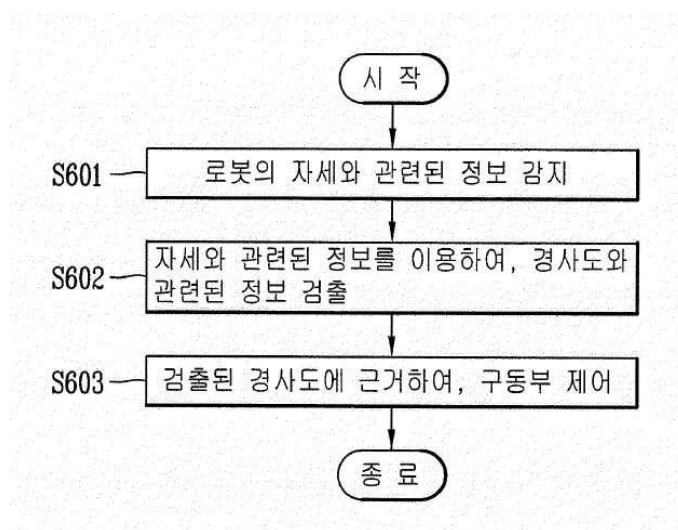 시 작
S601
로봇의 자세와 관련된 정보 감지
S602
자세와 관련된 정보를 이용하여, 경사도와
관련된 정보 검출
S603
검출된 경사도에 근거하여, 구동부 제어
종 료